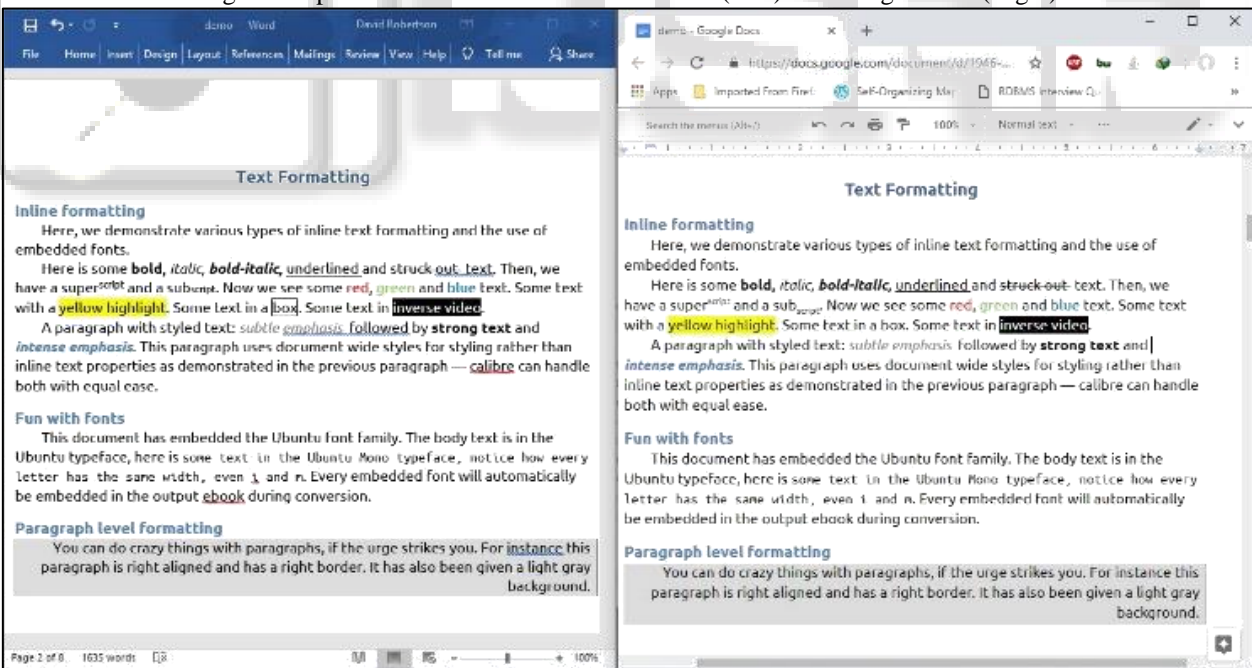 demo Word David Robertson
File Home Insert Design Layout References Mailings Review View Help Tell me Share
Text Formatting
Inline formatting
Here, we demonstrate various types of inline text formatting and the use of
embedded fonts.
Here is some bold, italic, bold-italic, underlined and struck out text. Then, we
have a superscript and a subscript. Now we see some red, green and blue text. Some text
with a yellow highlight. Some text in a box. Some text in inverse video.
A paragraph with styled text: subtle emphasis followed by strong text and
intense emphasis. This paragraph uses document wide styles for styling rather than
inline text properties as demonstrated in the previous paragraph — calibre can handle
both with equal ease.
Fun with fonts
This document has embedded the Ubuntu font family. The body text is in the
Ubuntu typeface, here is some text in the Ubuntu Mono typeface, notice how every
letter has the same width, even i and m. Every embedded font will automatically
be embedded in the output ebook during conversion.
Paragraph level formatting
You can do crazy things with paragraphs, if the urge strikes you. For instance this
paragraph is right aligned and has a right border. It has also been given a light gray
background.
Page 2 of 8 1635 words 100%
demo - Google Docs
https://docs.google.com/document/d/1946-...
Apps Imported From Firef Self-Organizing Map RDBMS Interview Qu
Search the menus (Alt+/) 100% Normal text
Text Formatting
Inline formatting
Here, we demonstrate various types of inline text formatting and the use of
embedded fonts.
Here is some bold, italic, bold-italic, underlined and struck out text. Then, we
have a superscript and a subscript. Now we see some red, green and blue text. Some text
with a yellow highlight. Some text in a box. Some text in inverse video.
A paragraph with styled text: subtle emphasis followed by strong text and
intense emphasis. This paragraph uses document wide styles for styling rather than
inline text properties as demonstrated in the previous paragraph — calibre can handle
both with equal ease.
Fun with fonts
This document has embedded the Ubuntu font family. The body text is in the
Ubuntu typeface, here is some text in the Ubuntu Mono typeface, notice how every
letter has the same width, even i and m. Every embedded font will automatically
be embedded in the output ebook during conversion.
Paragraph level formatting
You can do crazy things with paragraphs, if the urge strikes you. For instance this
paragraph is right aligned and has a right border. It has also been given a light gray
background.